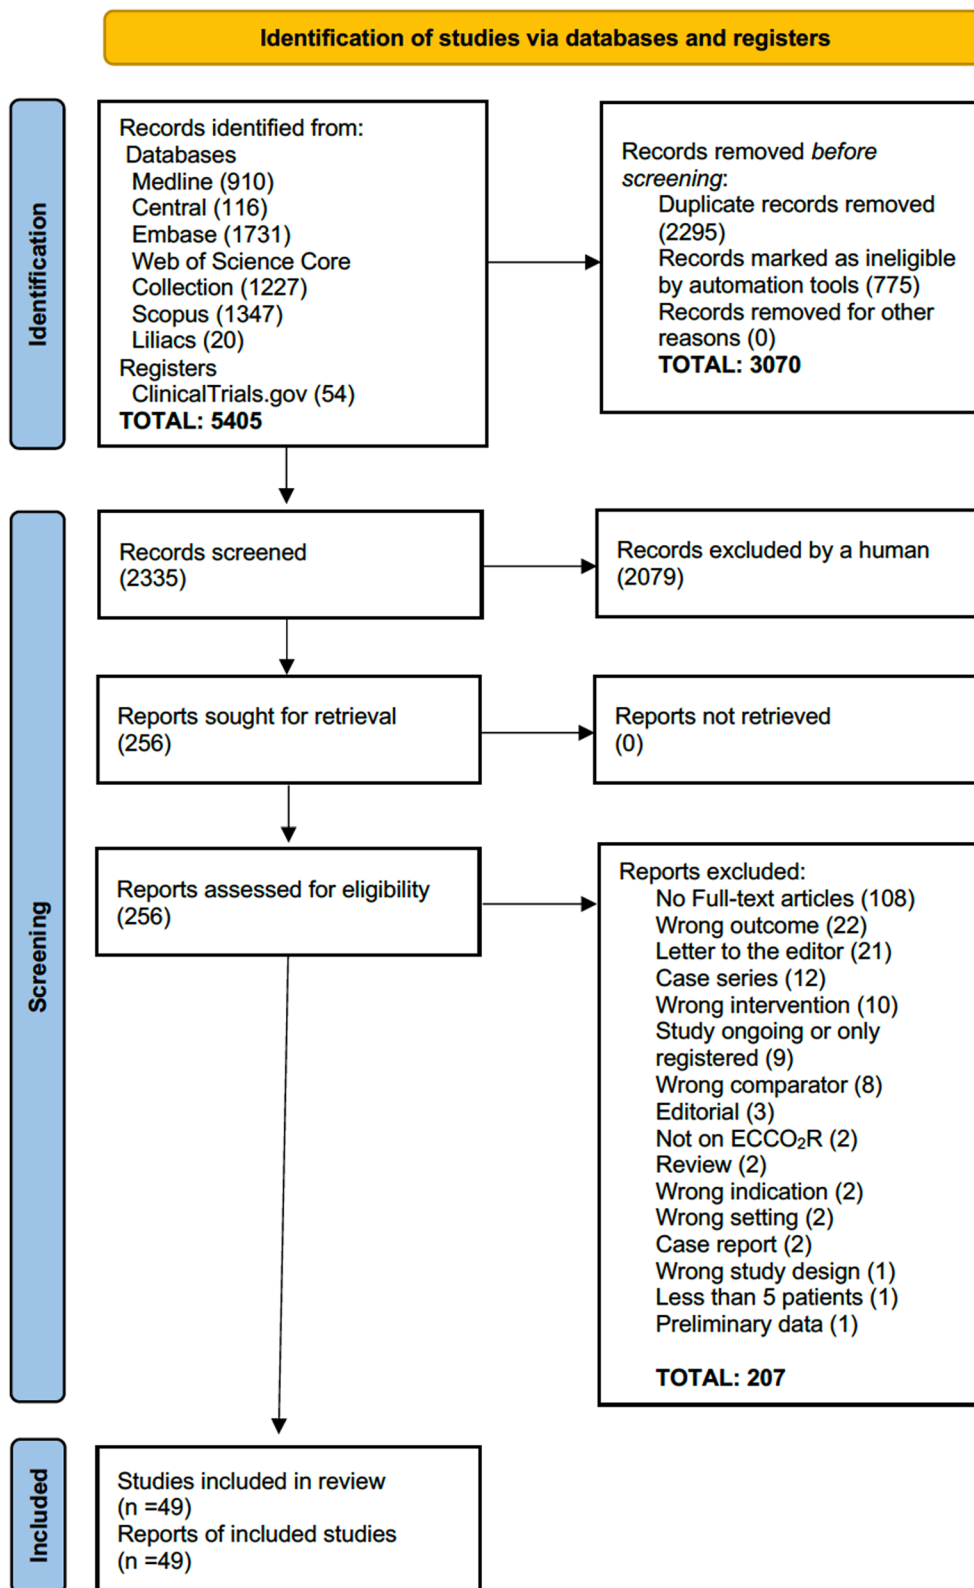 Identification of studies via databases and registers
Identification
Records identified from:
Databases
Medline (910)
Central (116)
Embase (1731)
Web of Science Core
Collection (1227)
Scopus (1347)
Liliacs (20)
Registers
ClinicalTrials.gov (54)
TOTAL: 5405
Records removed before
screening:
Duplicate records removed
(2295)
Records marked as ineligible
by automation tools (775)
Records removed for other
reasons (0)
TOTAL: 3070
Screening
Records screened
(2335)
Records excluded by a human
(2079)
Reports sought for retrieval
(256)
Reports not retrieved
(0)
Reports assessed for eligibility
(256)
Reports excluded:
No Full-text articles (108)
Wrong outcome (22)
Letter to the editor (21)
Case series (12)
Wrong intervention (10)
Study ongoing or only
registered (9)
Wrong comparator (8)
Editorial (3)
Not on ECCO₂R (2)
Review (2)
Wrong indication (2)
Wrong setting (2)
Case report (2)
Wrong study design (1)
Less than 5 patients (1)
Preliminary data (1)
TOTAL: 207
Included
Studies included in review
(n =49)
Reports of included studies
(n =49)